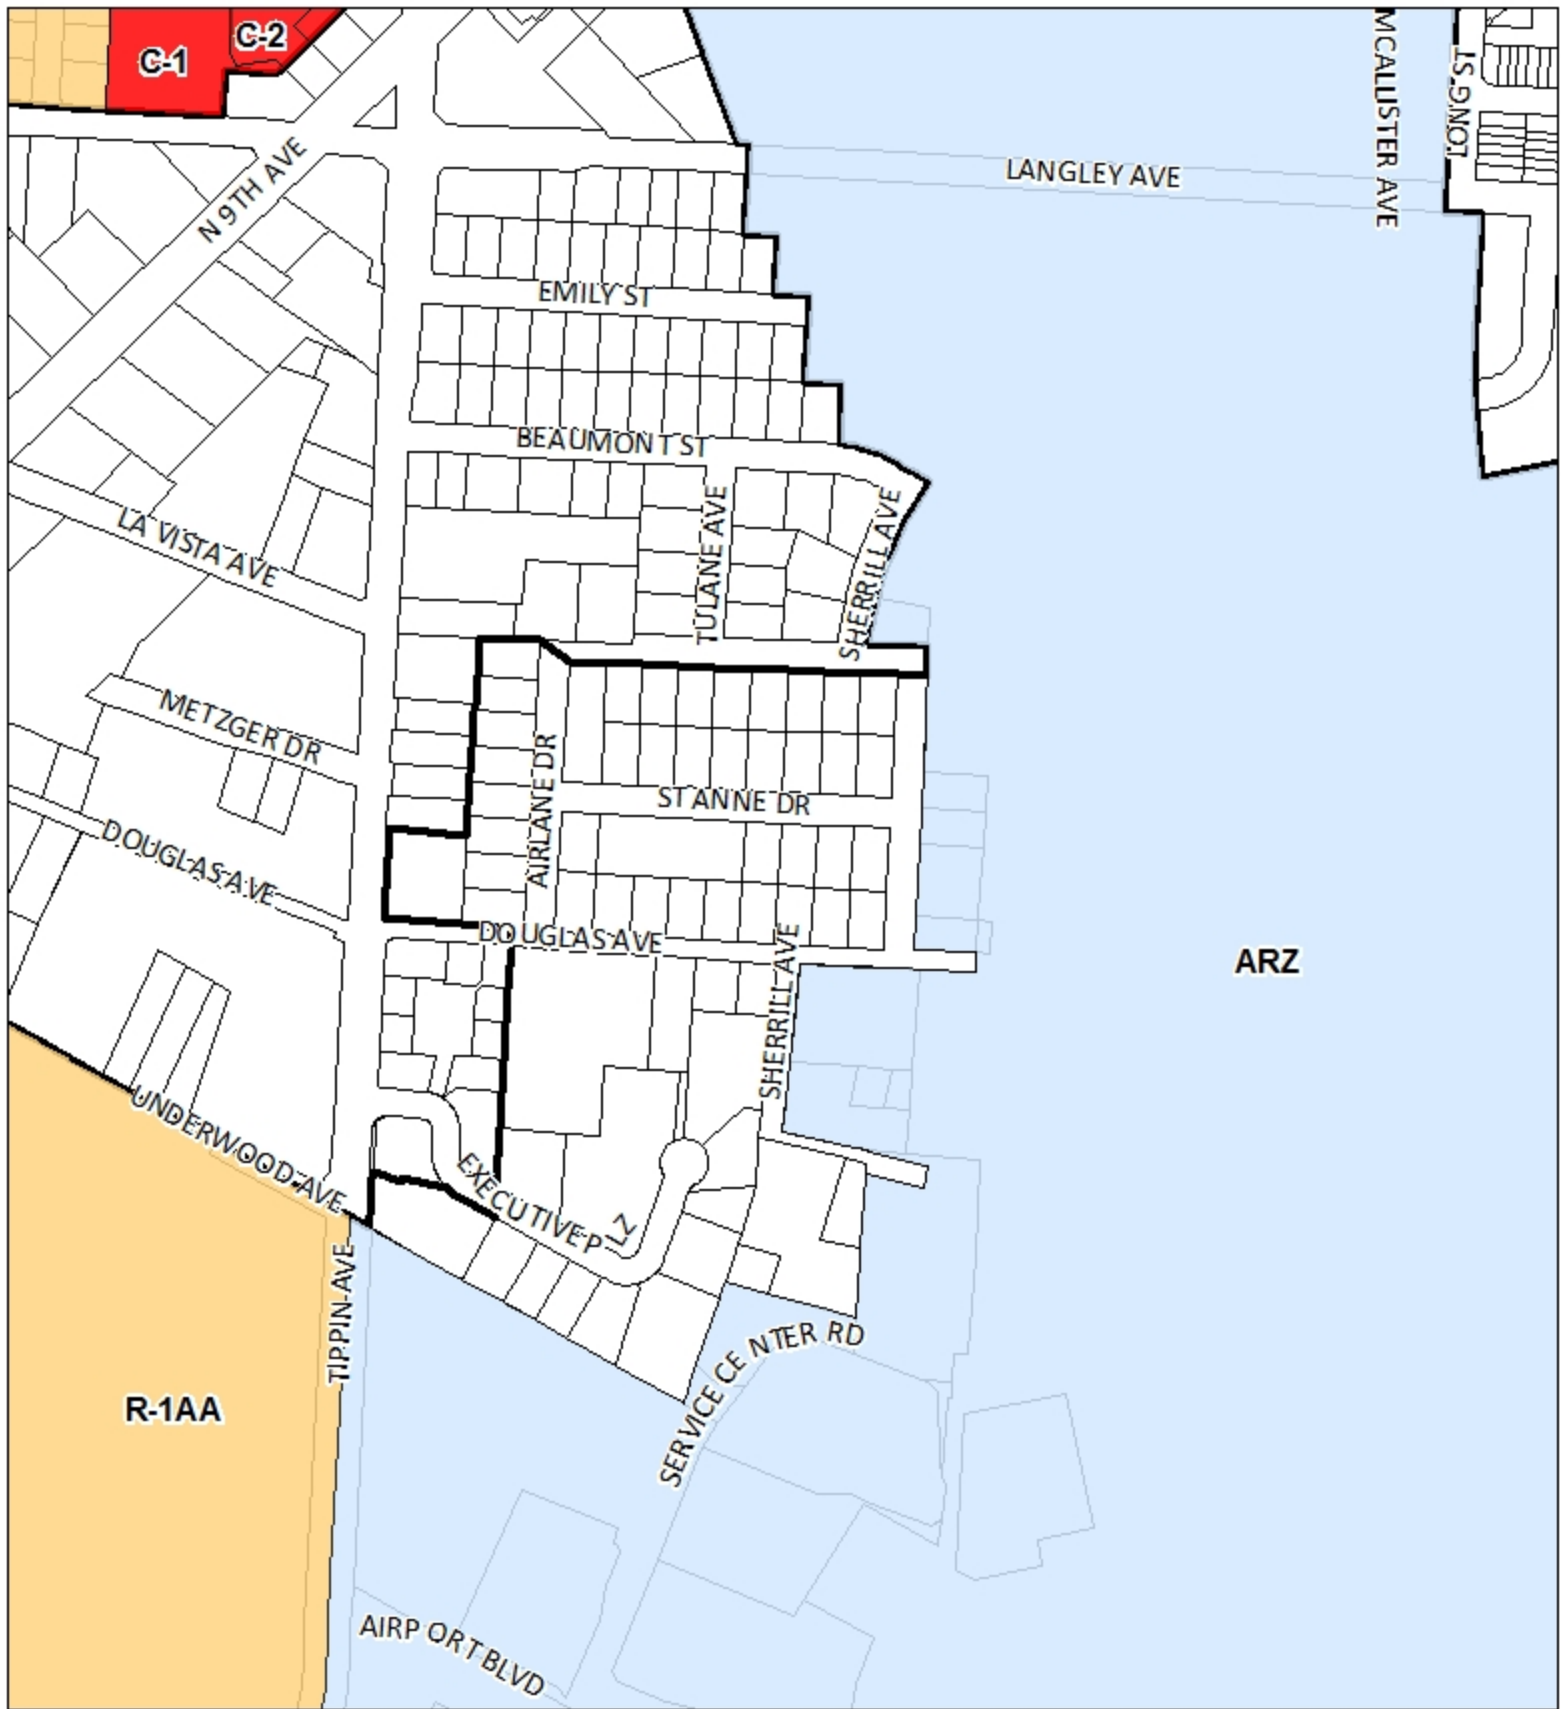 C-2
C-1
MCALLISTER AVE
TONG ST
N 9TH AVE
LANGLEY AVE
EMILY ST
BEAUMONT ST
LA VISTA AVE
TULANE AVE
SHERRILL AVE
METZGER DR
AIRLANE DR
ST ANNE DR
DOUGLAS AVE
DOUGLAS AVE
SHERRILL AVE
ARZ
UNDERWOOD AVE
EXECUTIVE PLZ
TIPPIN AVE
SERVICE CENTER RD
R-1AA
AIRPORT BLVD